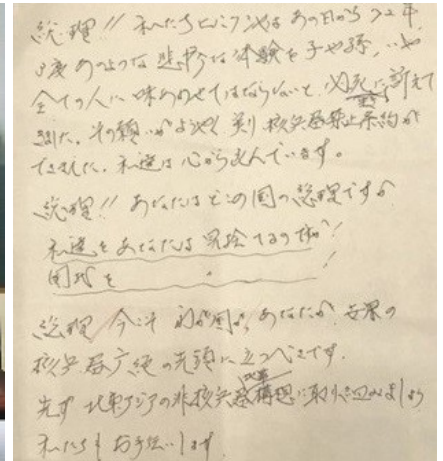 総理!! 私たちヒバクシャはあの日から72年
2度あのような悲惨な体験を子や孫、いや
全ての人に味あわせてはならないと、必死に訴えて
来た。その願いがようやく実り核兵器禁止条約が
できました。私達は心から喜んでいます。
総理!! あなたはどこの国の総理ですか
私達をあなたは見捨てるのですか!
総理 今こそ わが国が、あなたが 世界の
核兵器廃絶の先頭に立つべきです。
先ず 北東アジアの非核兵器構想に取り組みましょう
私たちも お手伝いします